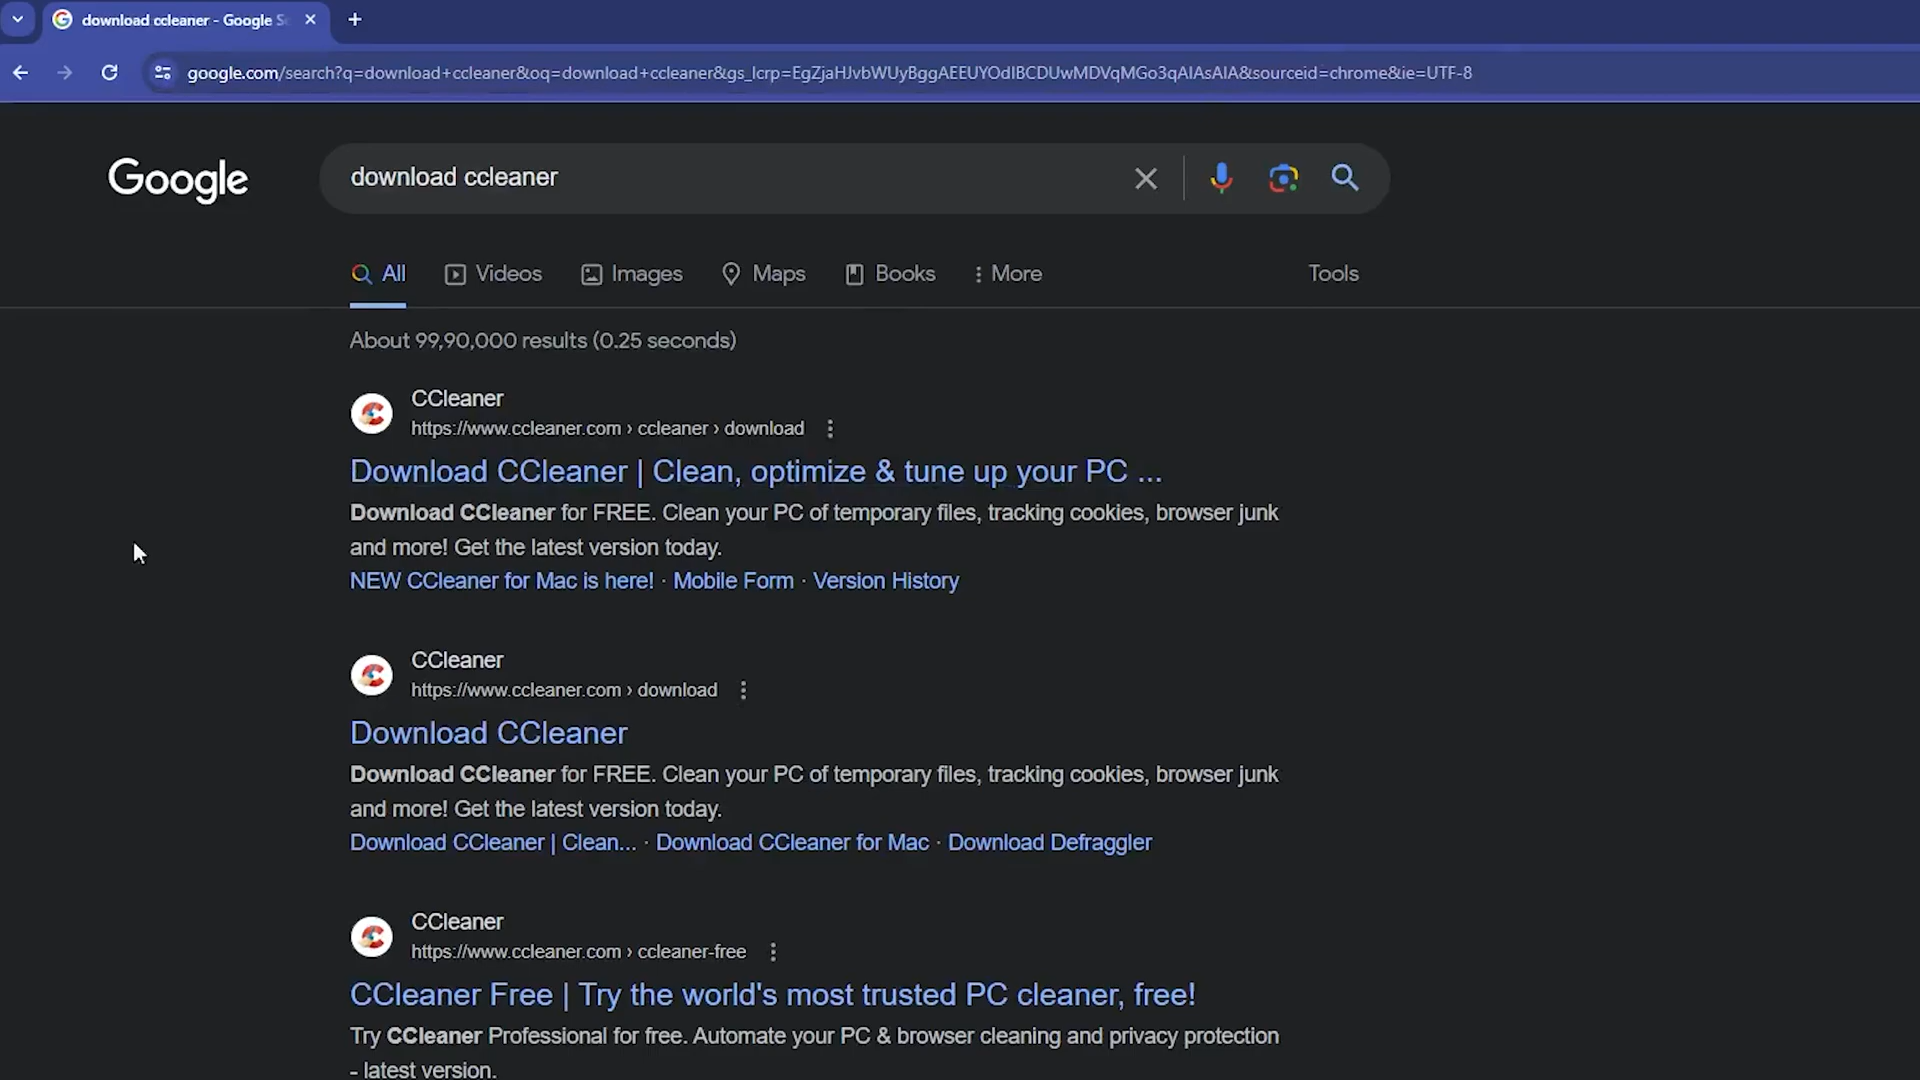 download ccleaner - Google S
google.com/search?q=download+ccleaner&oq=download+ccleaner&gs_lcrp=EgZjaHJvbWUyBggAEEUYOdIBCDUwMDVqMGo3qAIAsAIA&sourceid=chrome&ie=UTF-8
Google
download ccleaner
All Videos Images Maps Books More Tools
About 99,90,000 results (0.25 seconds)
CCleaner
https://www.ccleaner.com › ccleaner › download
Download CCleaner | Clean, optimize & tune up your PC ...
Download CCleaner for FREE. Clean your PC of temporary files, tracking cookies, browser junk
and more! Get the latest version today.
NEW CCleaner for Mac is here! · Mobile Form · Version History
CCleaner
https://www.ccleaner.com › download
Download CCleaner
Download CCleaner for FREE. Clean your PC of temporary files, tracking cookies, browser junk
and more! Get the latest version today.
Download CCleaner | Clean... · Download CCleaner for Mac · Download Defraggler
CCleaner
https://www.ccleaner.com › ccleaner-free
CCleaner Free | Try the world's most trusted PC cleaner, free!
Try CCleaner Professional for free. Automate your PC & browser cleaning and privacy protection
- latest version.